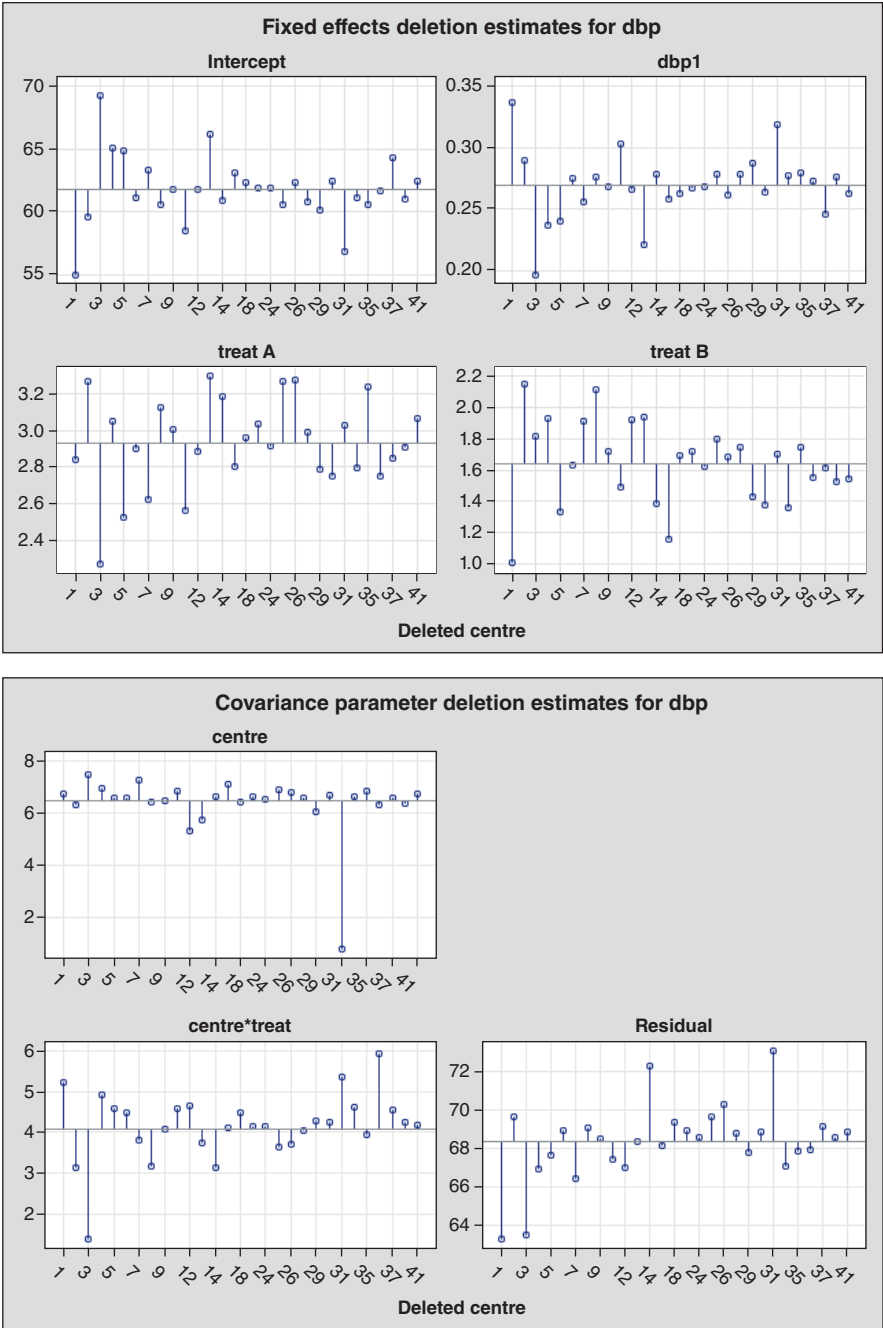 Fixed effects deletion estimates for dbp
Intercept
70
65
60
55
1 3 5 7 9 12 14 18 24 26 29 31 35 37 41
dbp1
0.35
0.30
0.25
0.20
1 3 5 7 9 12 14 18 24 26 29 31 35 37 41
treat A
3.2
3.0
2.8
2.6
2.4
1 3 5 7 9 12 14 18 24 26 29 31 35 37 41
treat B
2.2
2.0
1.8
1.6
1.4
1.2
1.0
1 3 5 7 9 12 14 18 24 26 29 31 35 37 41
Deleted centre
Covariance parameter deletion estimates for dbp
centre
8
6
4
2
1 3 5 7 9 12 14 18 24 26 29 31 35 37 41
centre*treat
6
5
4
3
2
1 3 5 7 9 12 14 18 24 26 29 31 35 37 41
Residual
72
70
68
66
64
1 3 5 7 9 12 14 18 24 26 29 31 35 37 41
Deleted centre